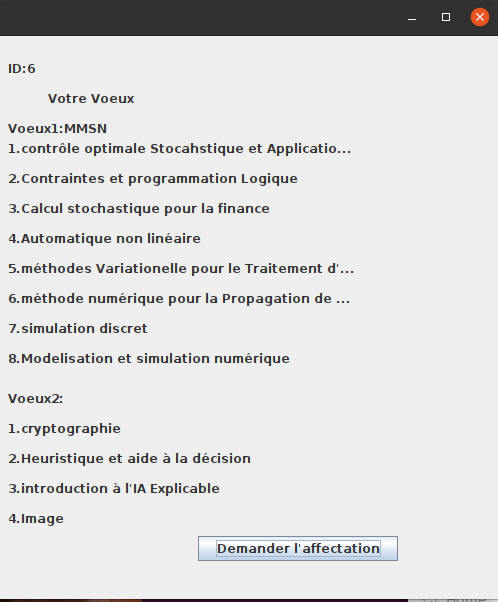 ID:6
Votre Voeux
Voeux1:MMSN
1.contrôle optimale Stocahstique et Applicatio...
2.Contraintes et programmation Logique
3.Calcul stochastique pour la finance
4.Automatique non linéaire
5.méthodes Variationelle pour le Traitement d'...
6.méthode numérique pour la Propagation de ...
7.simulation discret
8.Modelisation et simulation numérique
Voeux2:
1.cryptographie
2.Heuristique et aide à la décision
3.introduction à l'IA Explicable
4.Image
Demander l'affectation